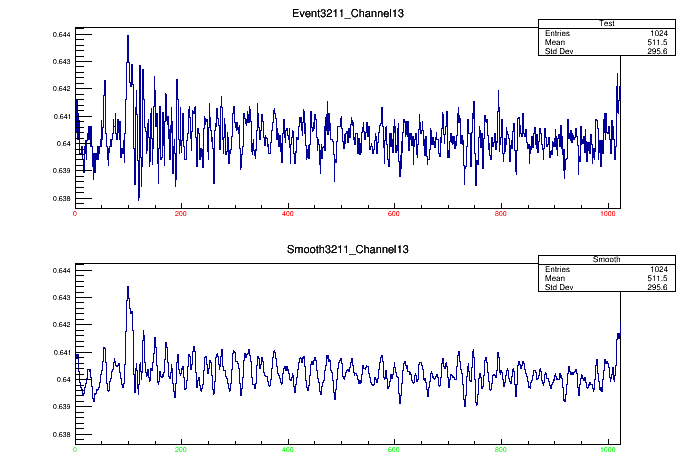 Event3211_Channel13
Test
Entries 1024
Mean 511.5
Std Dev 295.6
0.644
0.643
0.642
0.641
0.64
0.639
0.638
0 200 400 600 800 1000
Smooth3211_Channel13
Smooth
Entries 1024
Mean 511.5
Std Dev 295.6
0.644
0.643
0.642
0.641
0.64
0.639
0.638
0 200 400 600 800 1000